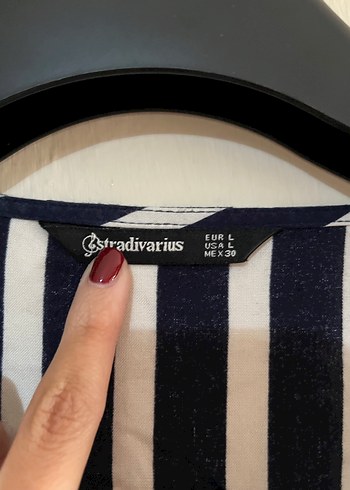 stradivarius
EUR L
USA L
MEX 30